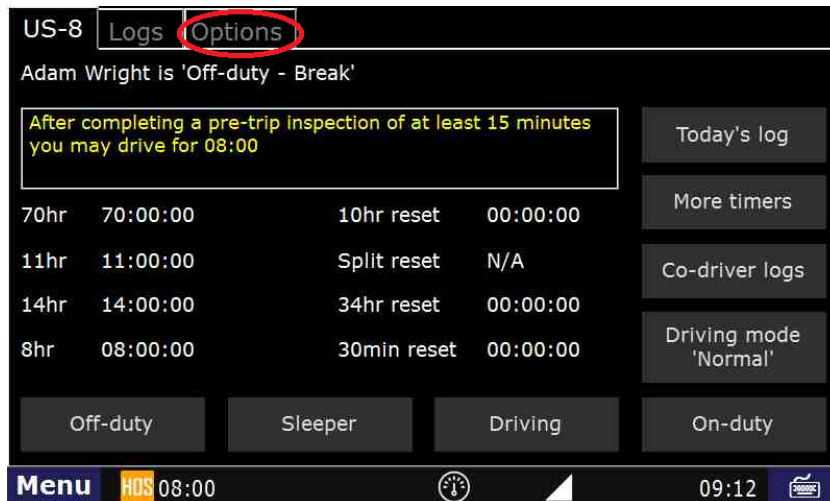 US-8 Logs Options
Adam Wright is 'Off-duty - Break'
After completing a pre-trip inspection of at least 15 minutes
you may drive for 08:00
Today's log
More timers
Co-driver logs
Driving mode
'Normal'
70hr 70:00:00 10hr reset 00:00:00
11hr 11:00:00 Split reset N/A
14hr 14:00:00 34hr reset 00:00:00
8hr 08:00:00 30min reset 00:00:00
Off-duty Sleeper Driving On-duty
Menu HOS 08:00 09:12